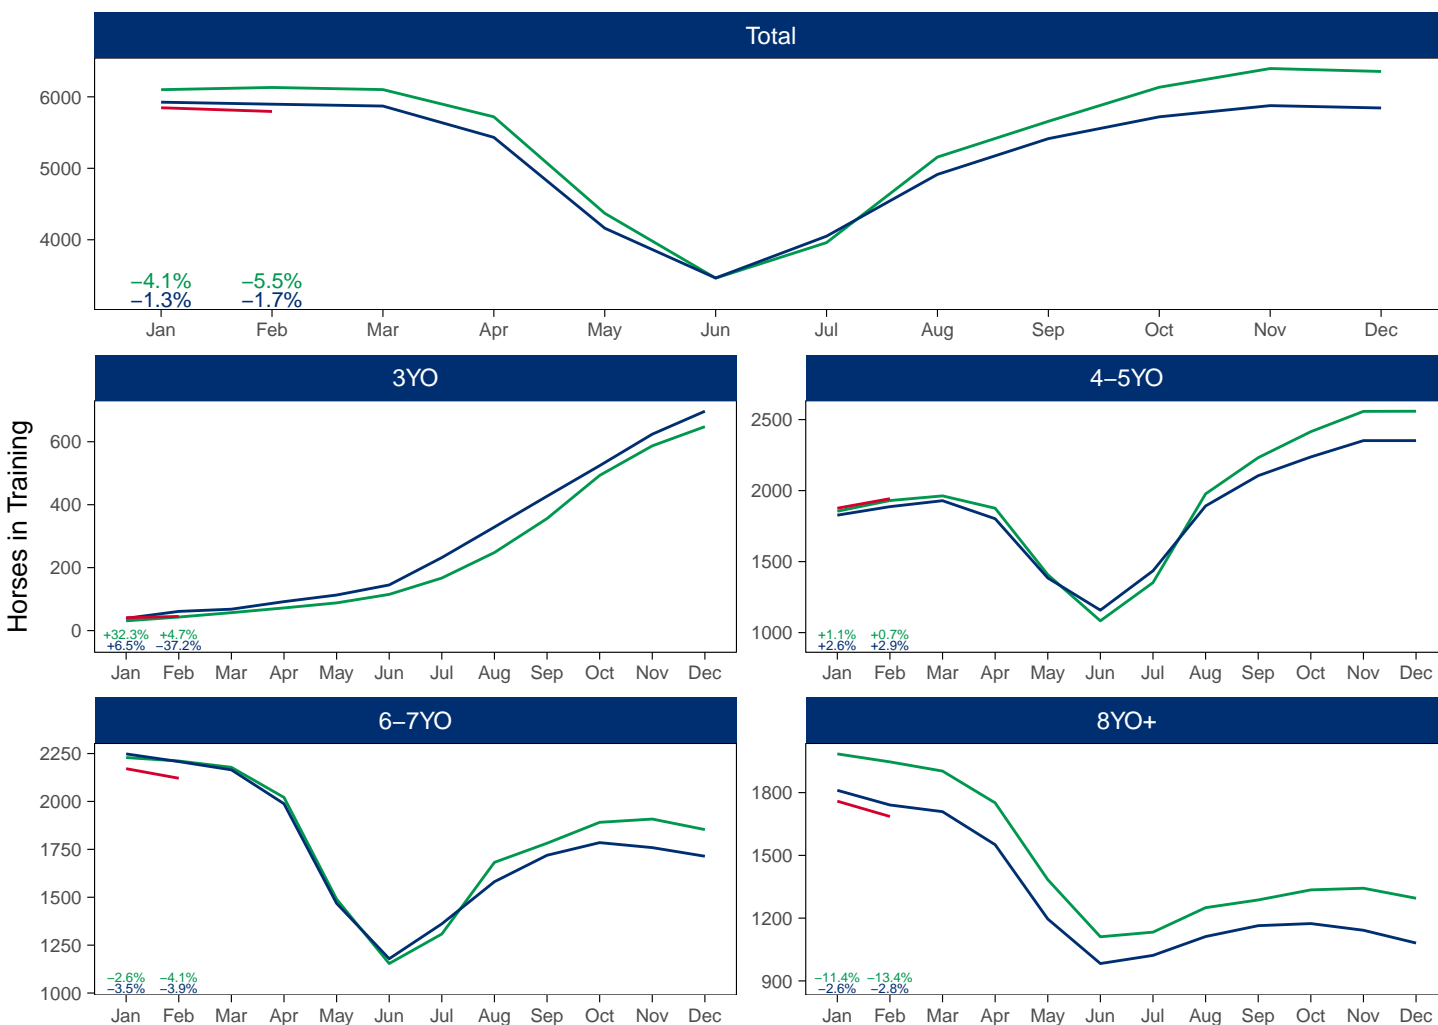 Total
6000
5000
4000
−4.1% −5.5%
−1.3% −1.7%
Jan Feb Mar Apr May Jun Jul Aug Sep Oct Nov Dec
Horses in Training
3YO
600
400
200
0
+32.3% +4.7%
+6.5% −37.2%
Jan Feb Mar Apr May Jun Jul Aug Sep Oct Nov Dec
4−5YO
2500
2000
1500
1000
+1.1% +0.7%
+2.6% +2.9%
Jan Feb Mar Apr May Jun Jul Aug Sep Oct Nov Dec
6−7YO
2250
2000
1750
1500
1250
1000
−2.6% −4.1%
−3.5% −3.9%
Jan Feb Mar Apr May Jun Jul Aug Sep Oct Nov Dec
8YO+
1800
1500
1200
900
−11.4% −13.4%
−2.6% −2.8%
Jan Feb Mar Apr May Jun Jul Aug Sep Oct Nov Dec